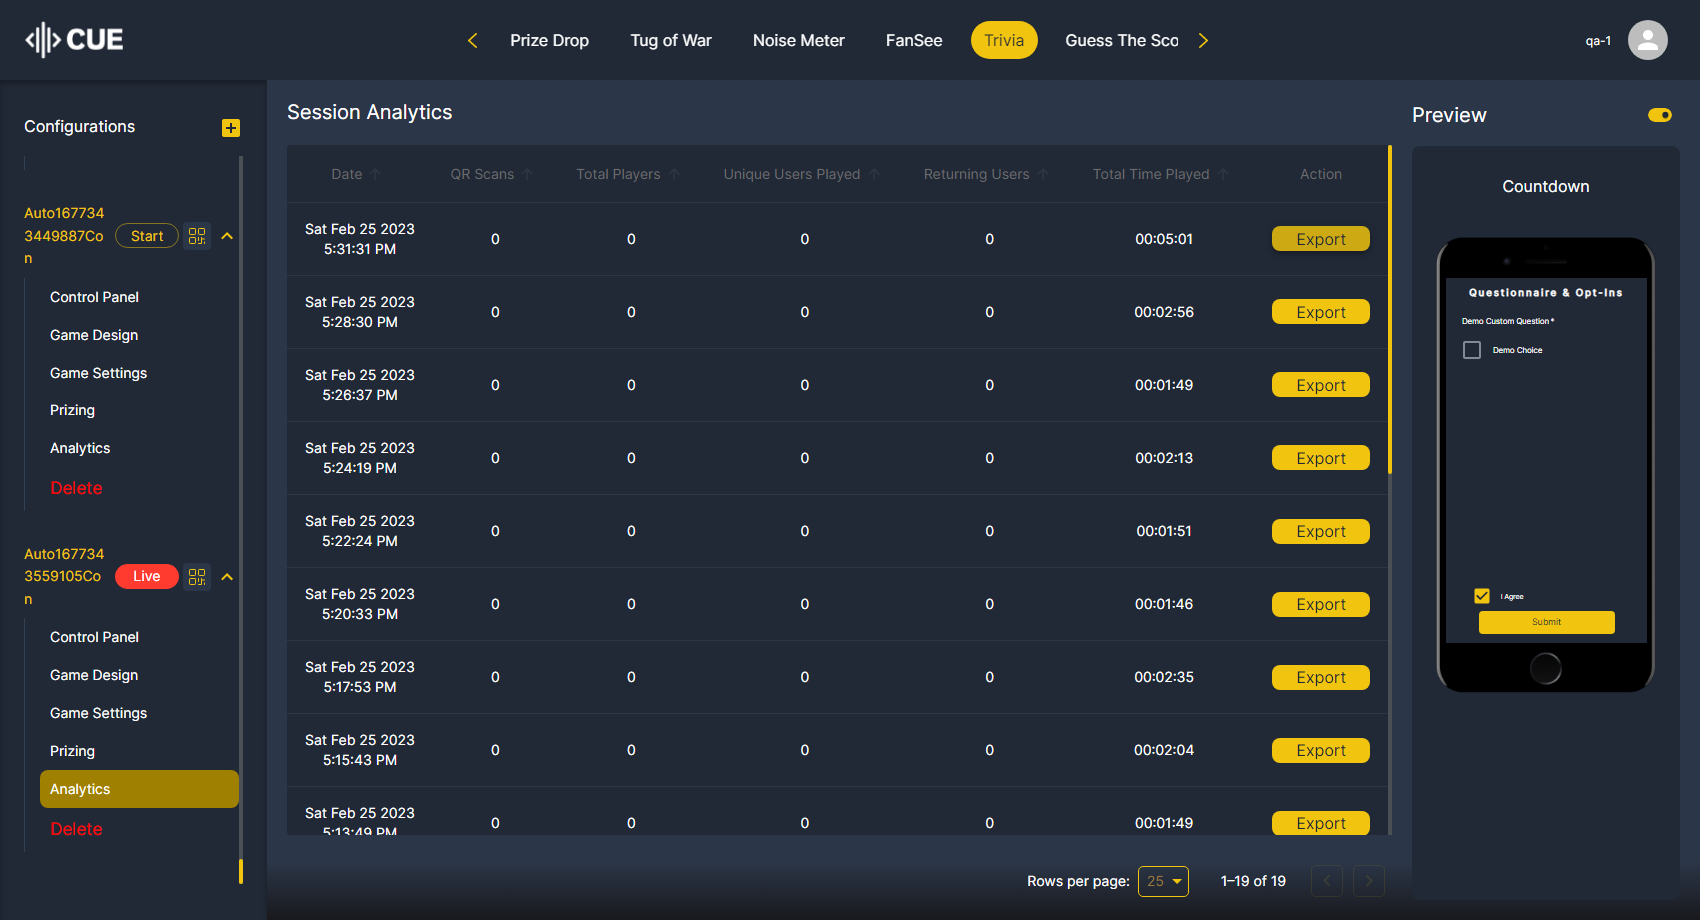 CUE
Prize Drop
Tug of War
Noise Meter
FanSee
Trivia
Guess The Sco
qa-1
Configurations
Auto167734
3449887Co
n
Start
Control Panel
Game Design
Game Settings
Prizing
Analytics
Delete
Auto167734
3559105Co
n
Live
Control Panel
Game Design
Game Settings
Prizing
Analytics
Delete
Session Analytics
Date QR Scans Total Players Unique Users Played Returning Users Total Time Played Action
Sat Feb 25 2023
5:31:31 PM
0 0 0 0 00:05:01 Export
Sat Feb 25 2023
5:28:30 PM
0 0 0 0 00:02:56 Export
Sat Feb 25 2023
5:26:37 PM
0 0 0 0 00:01:49 Export
Sat Feb 25 2023
5:24:19 PM
0 0 0 0 00:02:13 Export
Sat Feb 25 2023
5:22:24 PM
0 0 0 0 00:01:51 Export
Sat Feb 25 2023
5:20:33 PM
0 0 0 0 00:01:46 Export
Sat Feb 25 2023
5:17:53 PM
0 0 0 0 00:02:35 Export
Sat Feb 25 2023
5:15:43 PM
0 0 0 0 00:02:04 Export
Sat Feb 25 2023
5:13:49 PM
0 0 0 0 00:01:49 Export
Rows per page: 25 1–19 of 19
Preview
Countdown
Questionnaire & Opt-Ins
Demo Custom Question *
Demo Choice
I Agree
Submit